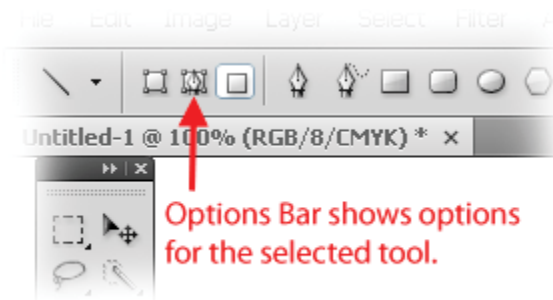 File Edit Image Layer Select Filter
Untitled-1 @ 100% (RGB/8/CMYK) * ×
Options Bar shows options
for the selected tool.